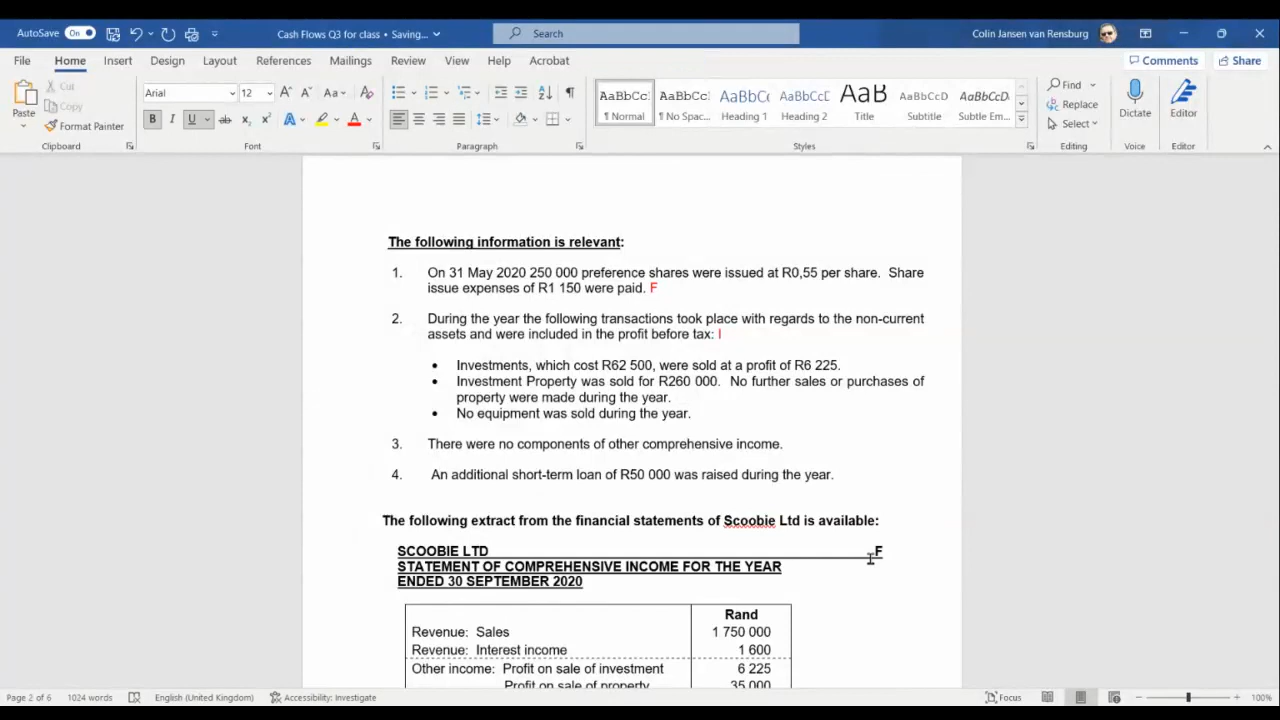 AutoSave On Cash Flows Q3 for class • Saving... Search Colin Jansen van Rensburg
File Home Insert Design Layout References Mailings Review View Help Acrobat Comments Share
Paste Cut Copy Format Painter
Clipboard
Arial 12 A A Aa A
B I U ab x₂ x² A A
Font
Paragraph
AaBbCc AaBbCc AaBbCc AaBbCcD AaB AaBbCcD AaBbCcD
¶ Normal ¶ No Spac... Heading 1 Heading 2 Title Subtitle Subtle Em...
Styles
Find Replace Select
Editing
Dictate
Voice
Editor
Editor
The following information is relevant:
1. On 31 May 2020 250 000 preference shares were issued at R0,55 per share. Share
issue expenses of R1 150 were paid. F
2. During the year the following transactions took place with regards to the non-current
assets and were included in the profit before tax: I
• Investments, which cost R62 500, were sold at a profit of R6 225.
• Investment Property was sold for R260 000. No further sales or purchases of
property were made during the year.
• No equipment was sold during the year.
3. There were no components of other comprehensive income.
4. An additional short-term loan of R50 000 was raised during the year.
The following extract from the financial statements of Scoobie Ltd is available:
SCOOBIE LTD F
STATEMENT OF COMPREHENSIVE INCOME FOR THE YEAR
ENDED 30 SEPTEMBER 2020
Rand
Revenue: Sales 1 750 000
Revenue: Interest income 1 600
Other income: Profit on sale of investment 6 225
Profit on sale of property 35 000
Page 2 of 6 1024 words English (United Kingdom) Accessibility: Investigate Focus 100%